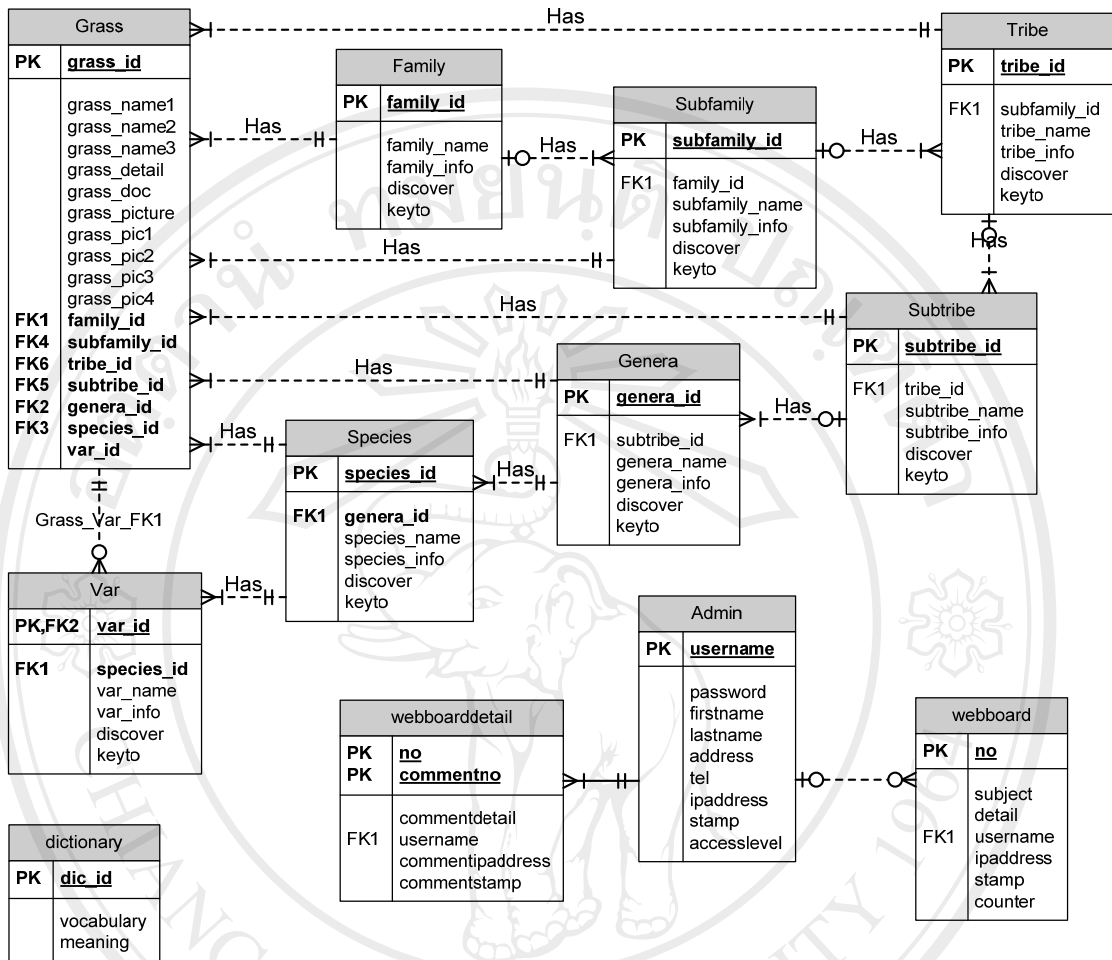 Grass
PK grass_id
grass_name1
grass_name2
grass_name3
grass_detail
grass_doc
grass_picture
grass_pic1
grass_pic2
grass_pic3
grass_pic4
FK1 family_id
FK4 subfamily_id
FK6 tribe_id
FK5 subtribe_id
FK2 genera_id
FK3 species_id
var_id
Has
Has
Has
Has
Has
Has
Family
PK family_id
family_name
family_info
discover
keyto
Has
Subfamily
PK subfamily_id
FK1 family_id
subfamily_name
subfamily_info
discover
keyto
Has
Tribe
PK tribe_id
FK1 subfamily_id
tribe_name
tribe_info
discover
keyto
Has
Subtribe
PK subtribe_id
FK1 tribe_id
subtribe_name
subtribe_info
discover
keyto
Has
Genera
PK genera_id
FK1 subtribe_id
genera_name
genera_info
discover
keyto
Has
Species
PK species_id
FK1 genera_id
species_name
species_info
discover
keyto
Has
Grass_Var_FK1
Var
PK,FK2 var_id
FK1 species_id
var_name
var_info
discover
keyto
Admin
PK username
password
firstname
lastname
address
tel
ipaddress
stamp
accesslevel
webboarddetail
PK no
PK commentno
commentdetail
FK1 username
commentipaddress
commentstamp
webboard
PK no
subject
detail
FK1 username
ipaddress
stamp
counter
dictionary
PK dic_id
vocabulary
meaning